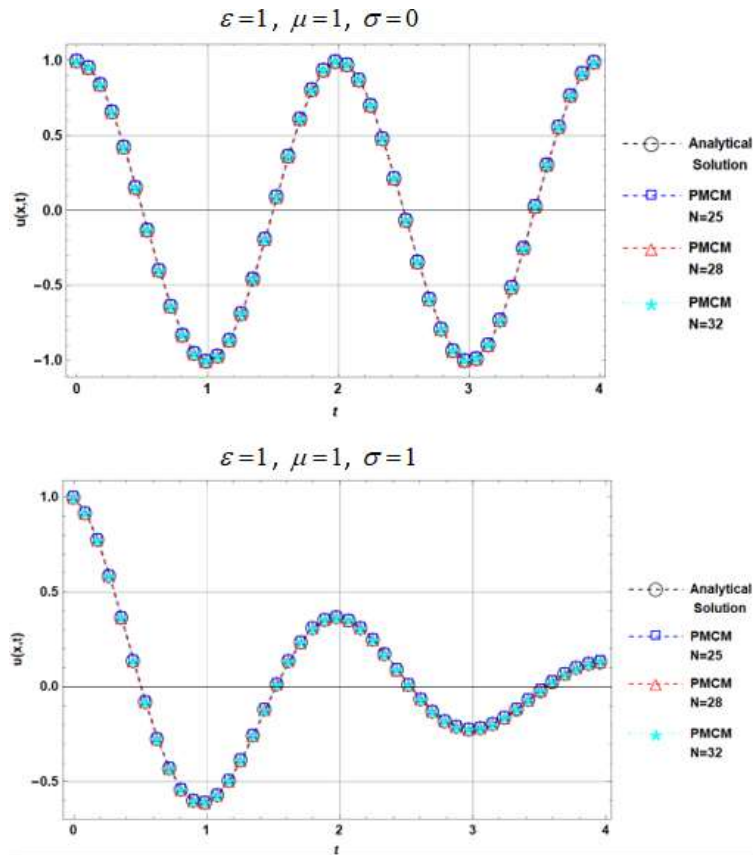 ε=1, μ=1, σ=0
1.0
0.5
0.0
−0.5
−1.0
u(x,t)
0 1 2 3 4
t
Analytical
Solution
PMCM
N=25
PMCM
N=28
PMCM
N=32
ε=1, μ=1, σ=1
1.0
0.5
0.0
−0.5
u(x,t)
0 1 2 3 4
t
Analytical
Solution
PMCM
N=25
PMCM
N=28
PMCM
N=32